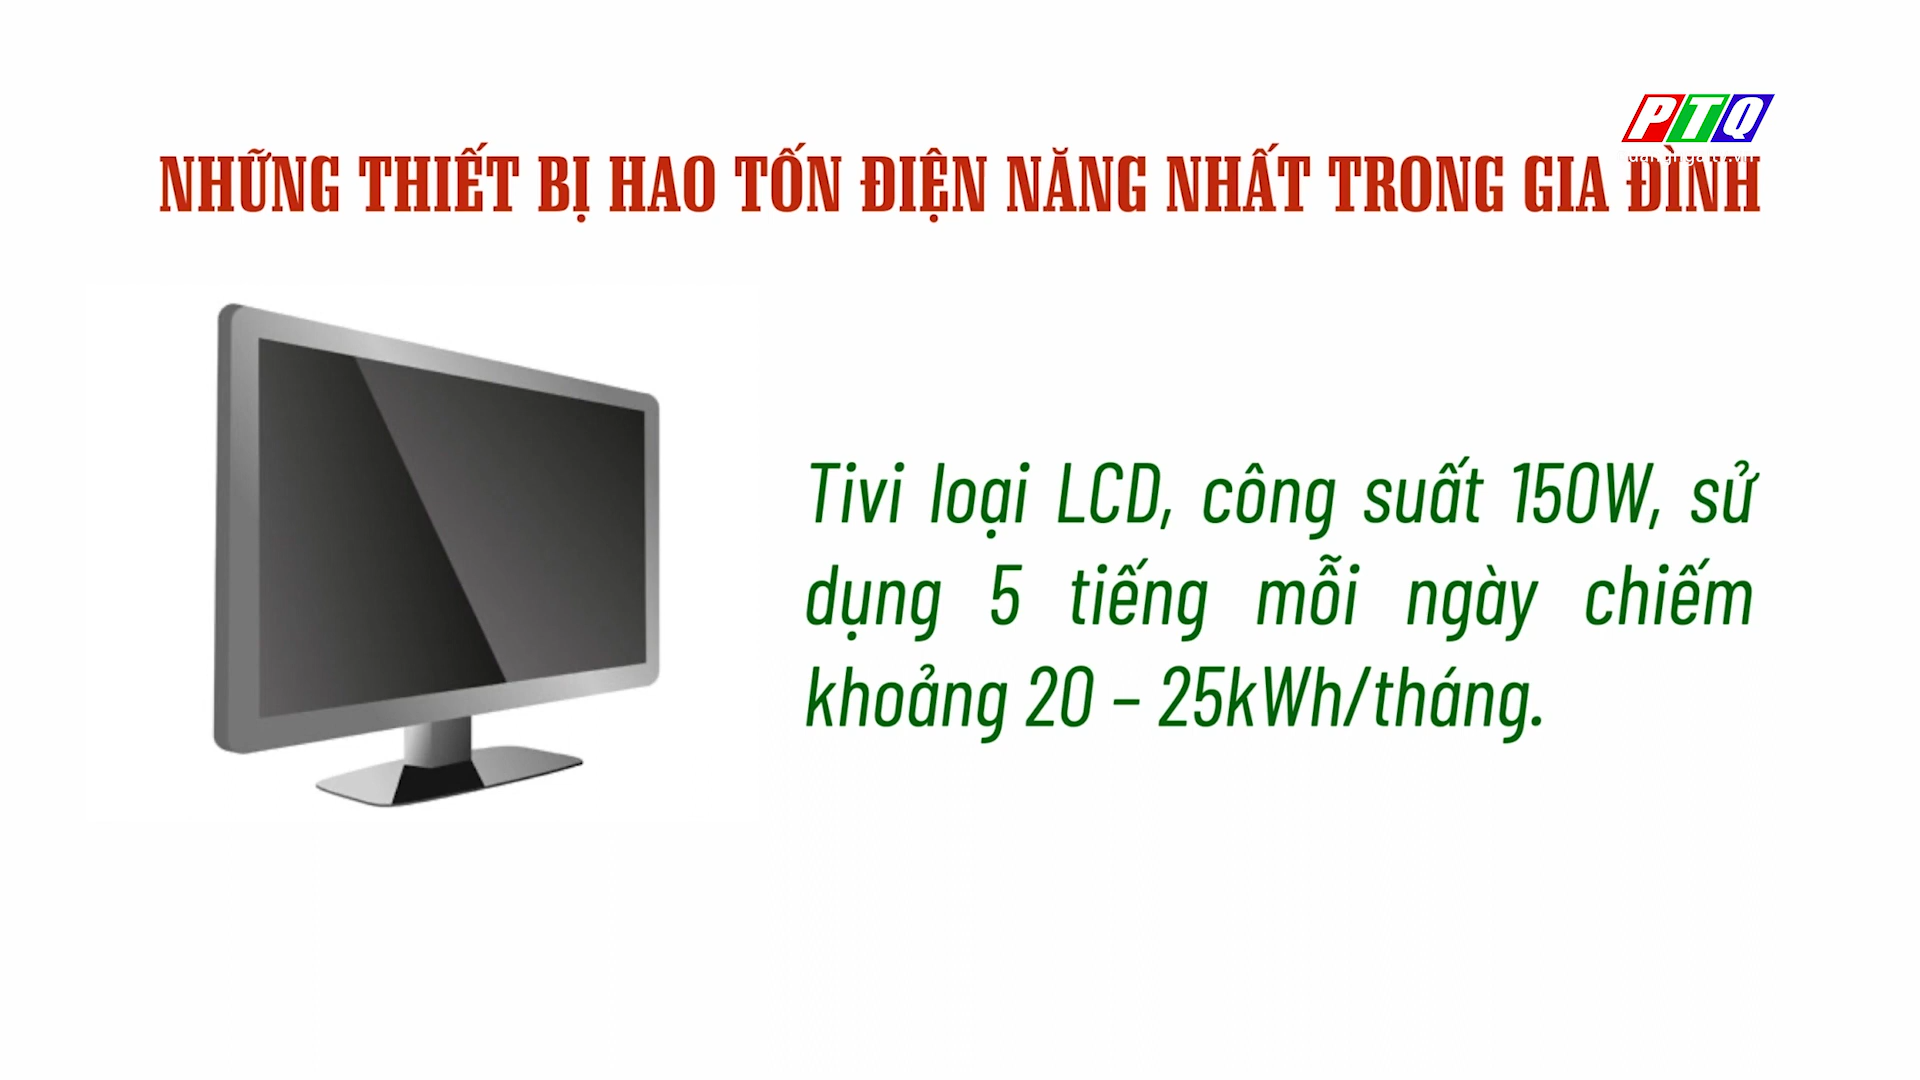 PTQ
NHỮNG THIẾT BỊ HAO TỐN ĐIỆN NĂNG NHẤT TRONG GIA ĐÌNH
Tivi loại LCD, công suất 150W, sử
dụng 5 tiếng mỗi ngày chiếm
khoảng 20 – 25kWh/tháng.